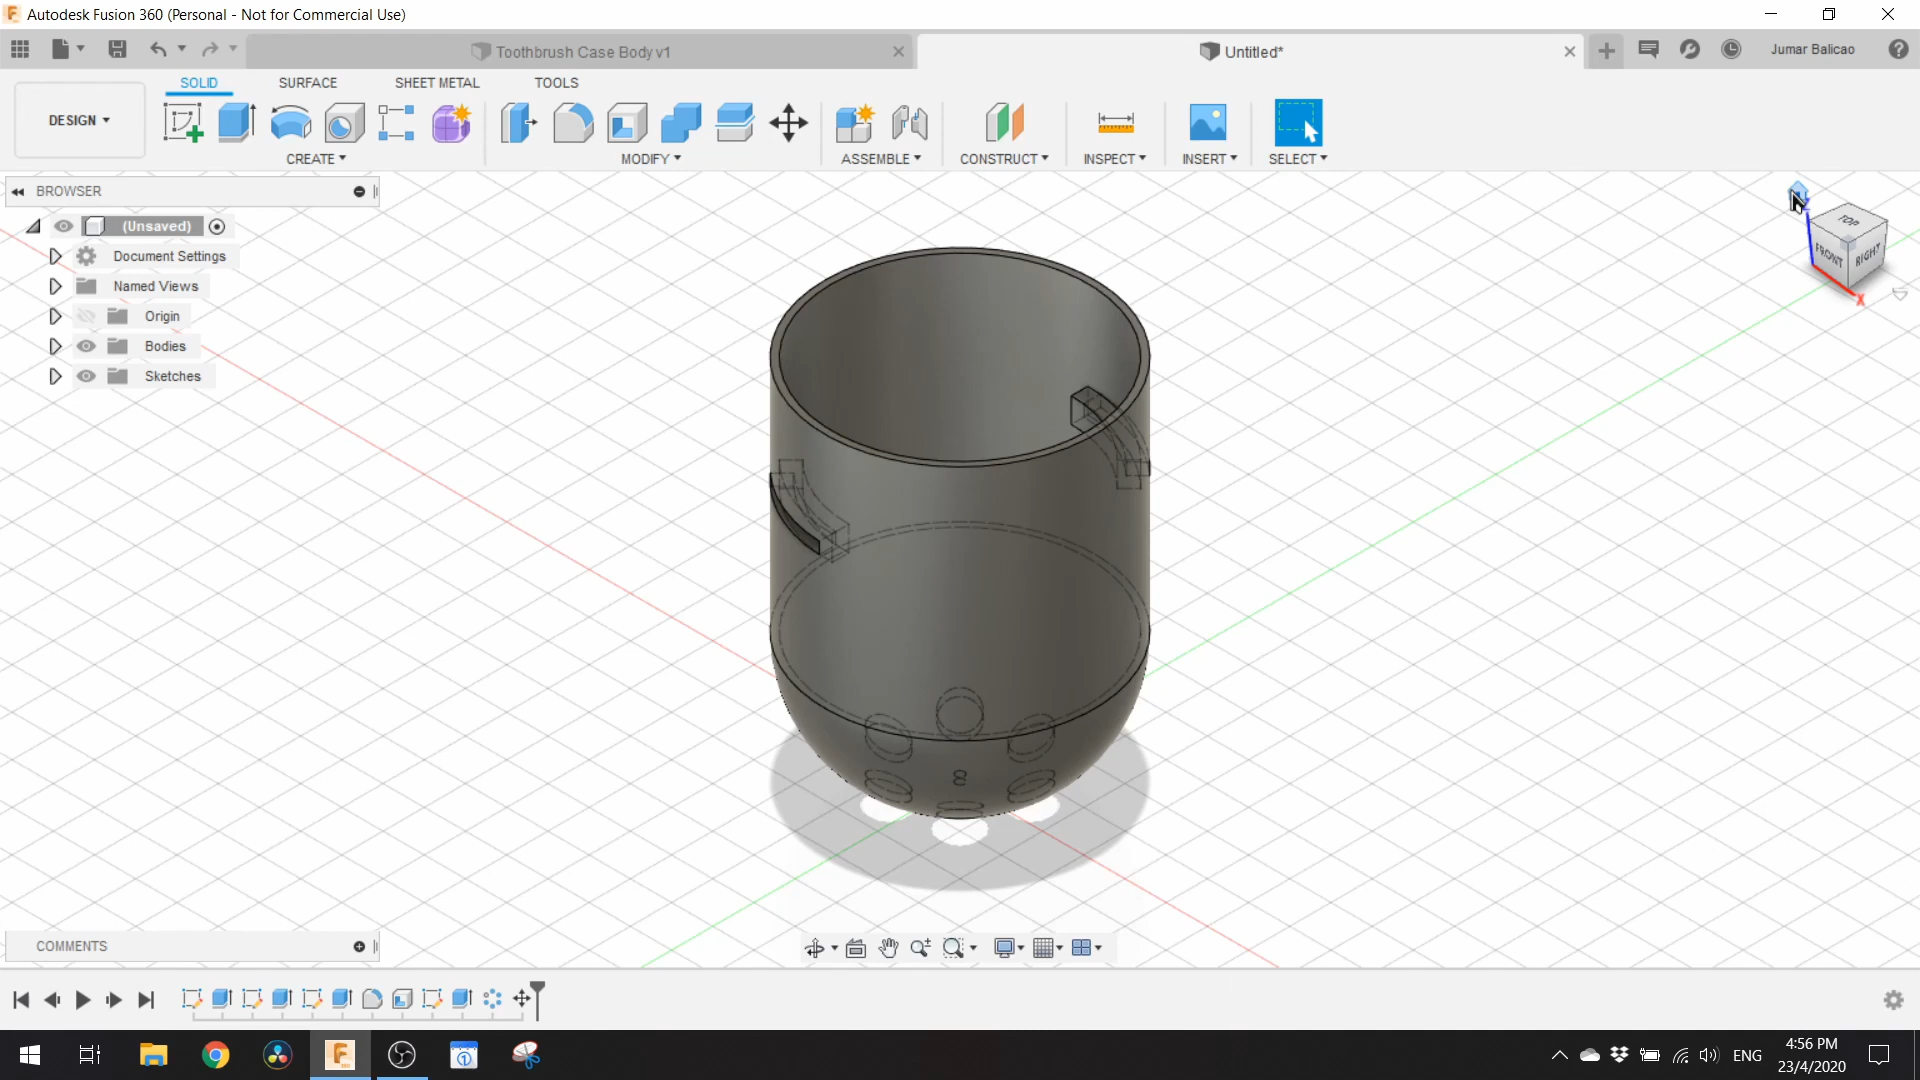 Autodesk Fusion 360 (Personal - Not for Commercial Use)
Toothbrush Case Body v1
Untitled*
Jumar Balicao
DESIGN
SOLID
SURFACE
SHEET METAL
TOOLS
CREATE
MODIFY
ASSEMBLE
CONSTRUCT
INSPECT
INSERT
SELECT
BROWSER
(Unsaved)
Document Settings
Named Views
Origin
Bodies
Sketches
TOP
FRONT
RIGHT
X
COMMENTS
ENG
4:56 PM
23/4/2020